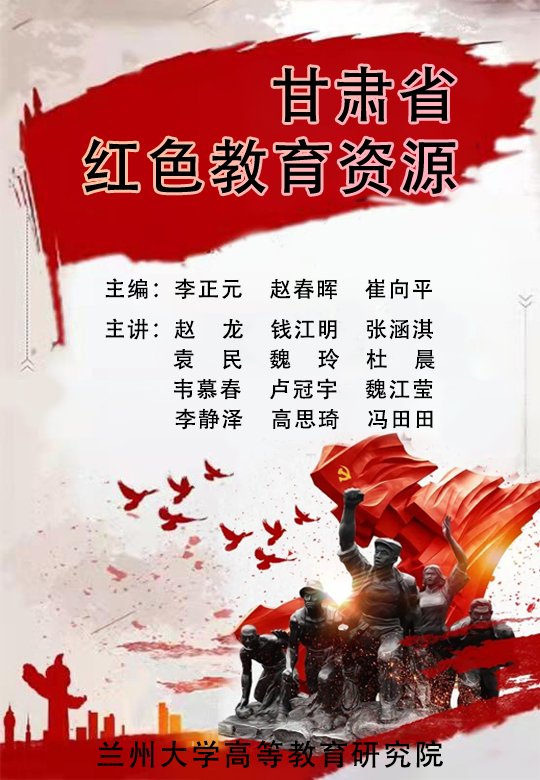 甘肃省
红色教育资源
主编：李正元 赵春晖 崔向平
主讲：赵 龙 钱江明 张涵淇
袁 民 魏 玲 杜 晨
韦慕春 卢冠宇 魏江莹
李静泽 高思琦 冯田田
兰州大学高等教育研究院